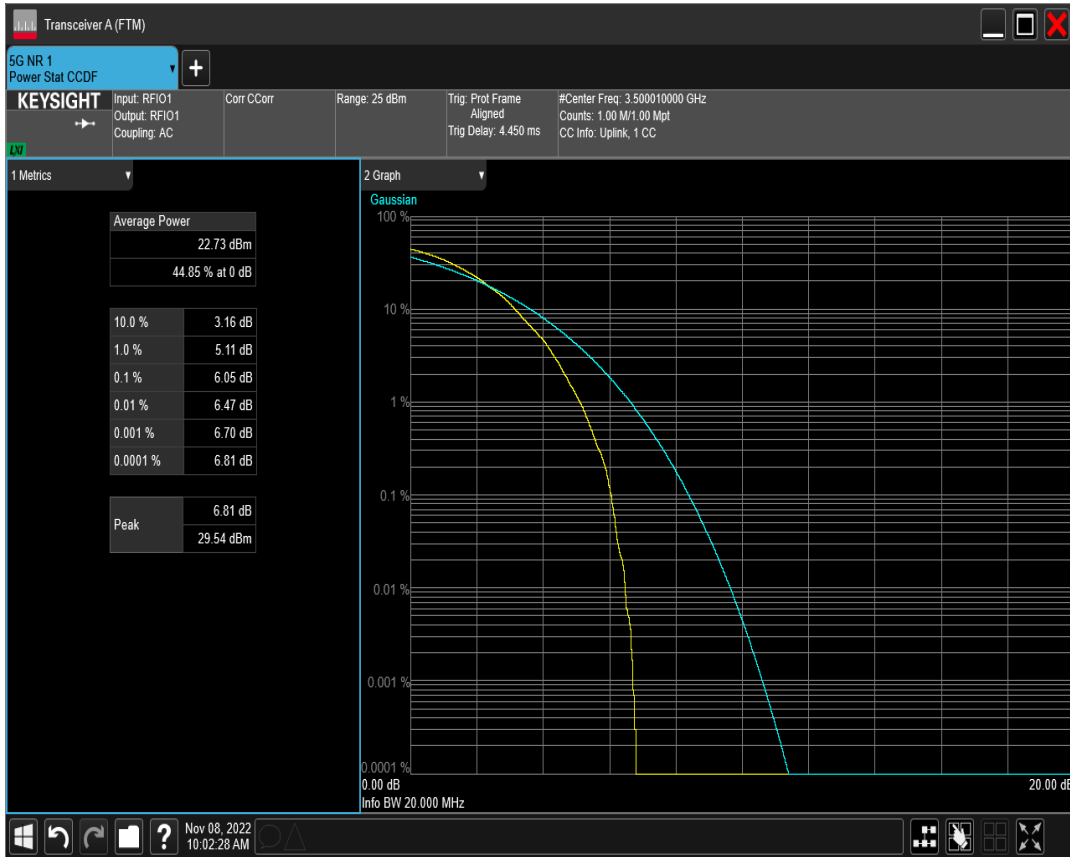 Transceiver A (FTM)
5G NR 1
Power Stat CCDF
+
KEYSIGHT
LXI
Input: RFIO1
Output: RFIO1
Coupling: AC
Corr CCorr
Range: 25 dBm
Trig: Prot Frame
Aligned
Trig Delay: 4.450 ms
#Center Freq: 3.500010000 GHz
Counts: 1.00 M/1.00 Mpt
CC Info: Uplink, 1 CC
1 Metrics
Average Power
22.73 dBm
44.85 % at 0 dB
10.0 % 3.16 dB
1.0 % 5.11 dB
0.1 % 6.05 dB
0.01 % 6.47 dB
0.001 % 6.70 dB
0.0001 % 6.81 dB
Peak
6.81 dB
29.54 dBm
2 Graph
Gaussian
100 %
10 %
1 %
0.1 %
0.01 %
0.001 %
0.0001 %
0.00 dB 20.00 dB
Info BW 20.000 MHz
? Nov 08, 2022
10:02:28 AM